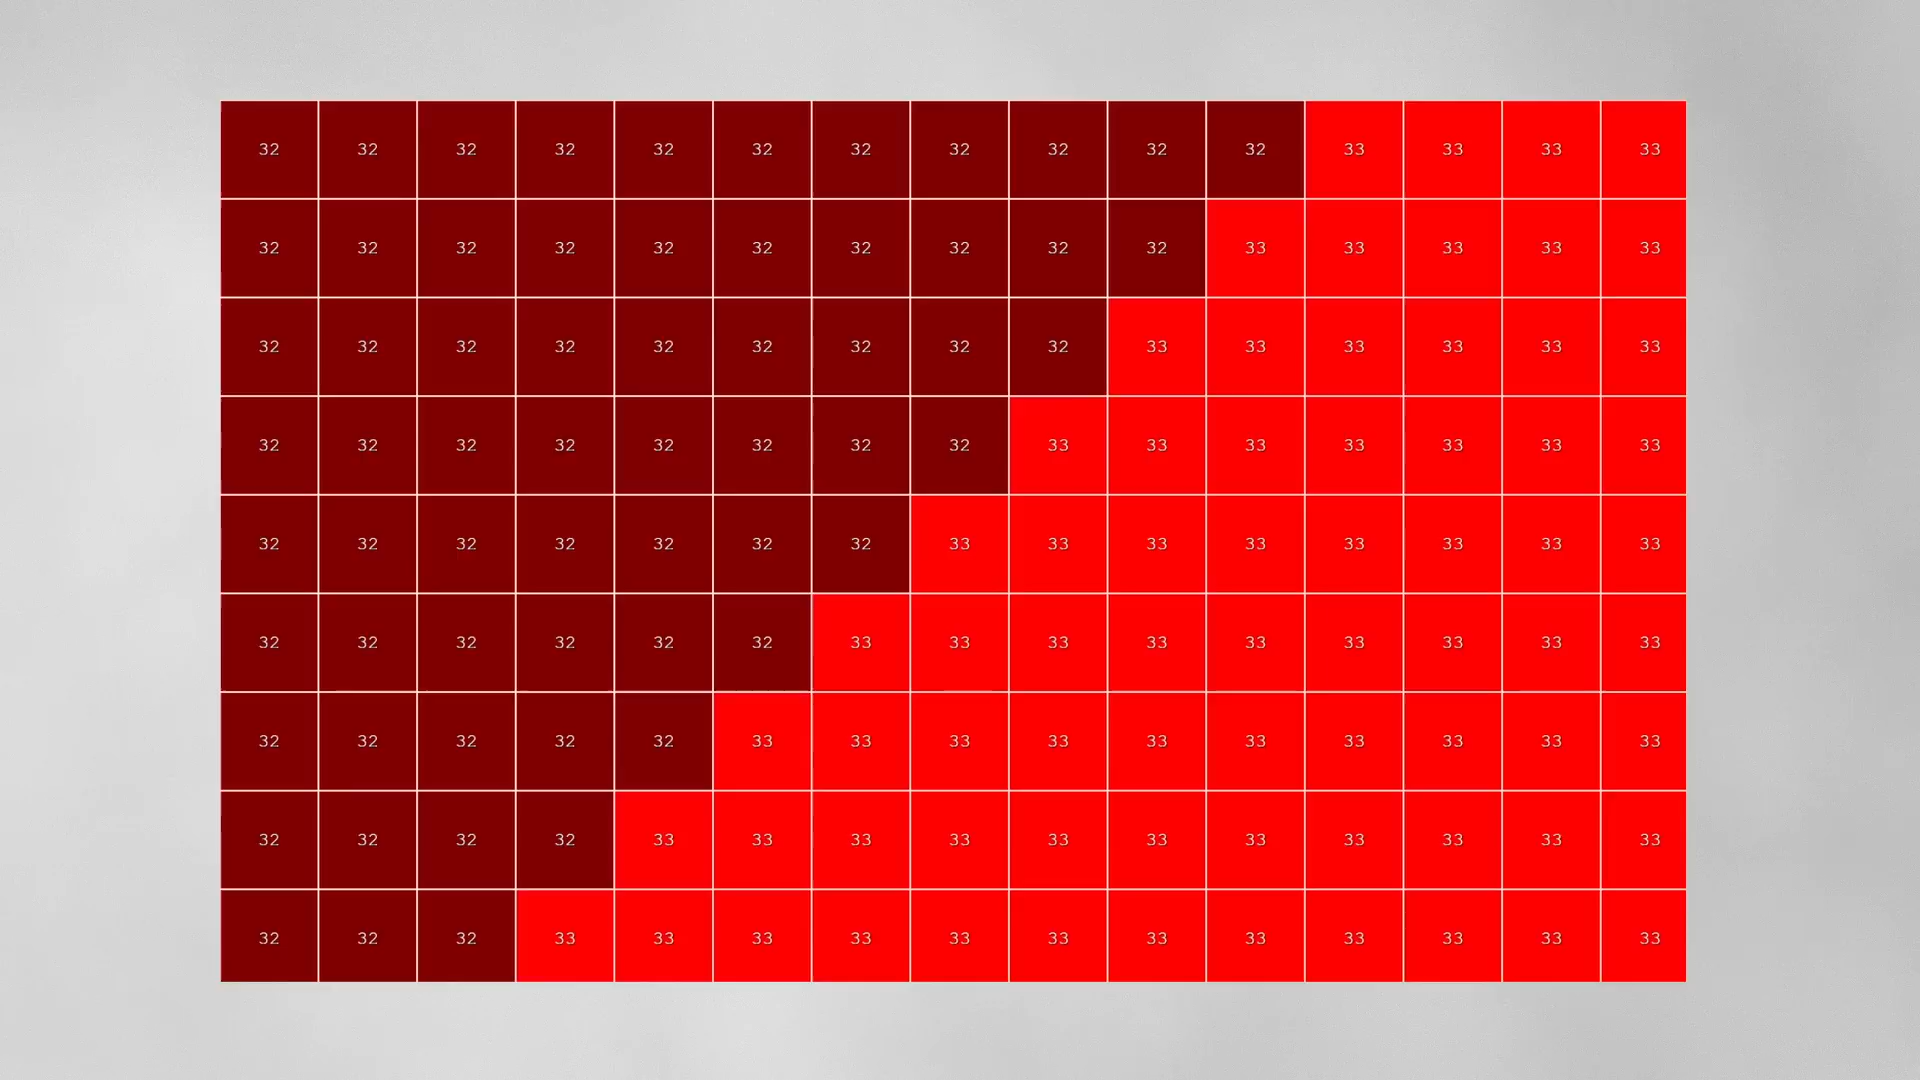 32 32 32 32 32 32 32 32 32 32 32 33 33 33 33
32 32 32 32 32 32 32 32 32 32 33 33 33 33 33
32 32 32 32 32 32 32 32 32 33 33 33 33 33 33
32 32 32 32 32 32 32 32 33 33 33 33 33 33 33
32 32 32 32 32 32 32 33 33 33 33 33 33 33 33
32 32 32 32 32 32 33 33 33 33 33 33 33 33 33
32 32 32 32 32 33 33 33 33 33 33 33 33 33 33
32 32 32 32 33 33 33 33 33 33 33 33 33 33 33
32 32 32 33 33 33 33 33 33 33 33 33 33 33 33